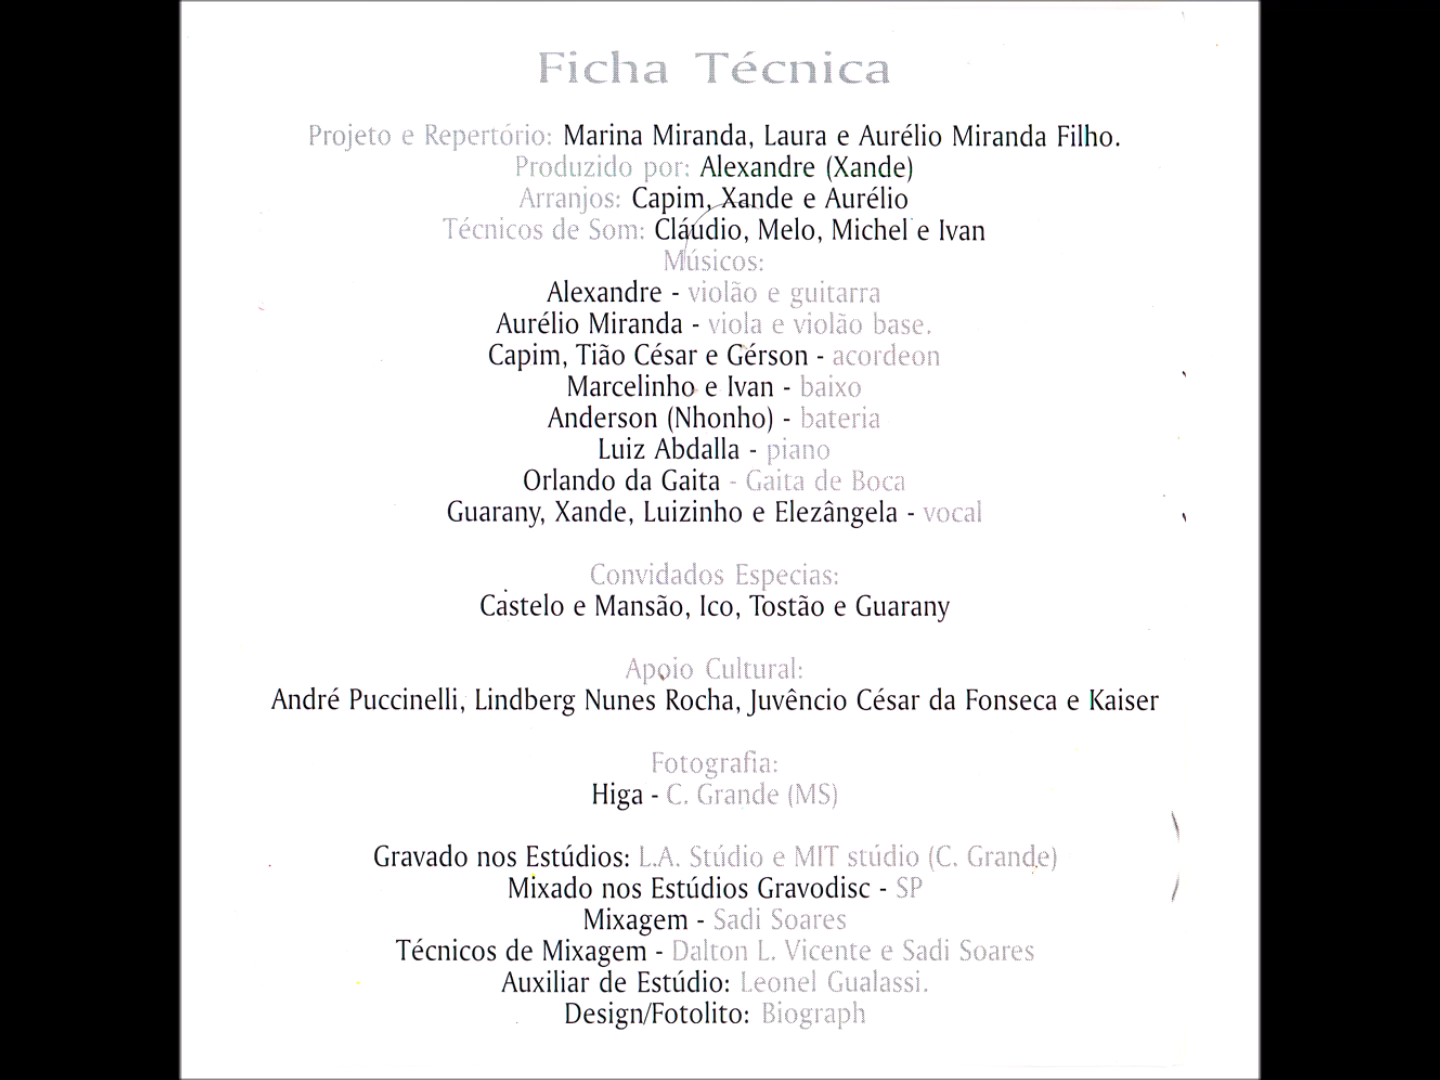 Ficha Técnica
Projeto e Repertório: Marina Miranda, Laura e Aurélio Miranda Filho.
Produzido por: Alexandre (Xande)
Arranjos: Capim, Xande e Aurélio
Técnicos de Som: Cláudio, Melo, Michel e Ivan
Músicos:
Alexandre - violão e guitarra
Aurélio Miranda - viola e violão base.
Capim, Tião César e Gérson - acordeon
Marcelinho e Ivan - baixo
Anderson (Nhonho) - bateria
Luiz Abdalla - piano
Orlando da Gaita - Gaita de Boca
Guarany, Xande, Luizinho e Elezângela - vocal
Convidados Especias:
Castelo e Mansão, Ico, Tostão e Guarany
Apoio Cultural:
André Puccinelli, Lindberg Nunes Rocha, Juvêncio César da Fonseca e Kaiser
Fotografia:
Higa - C. Grande (MS)
Gravado nos Estúdios: L.A. Stúdio e MIT stúdio (C. Grande)
Mixado nos Estúdios Gravodisc - SP
Mixagem - Sadi Soares
Técnicos de Mixagem - Dalton L. Vicente e Sadi Soares
Auxiliar de Estúdio: Leonel Gualassi.
Design/Fotolito: Biograph